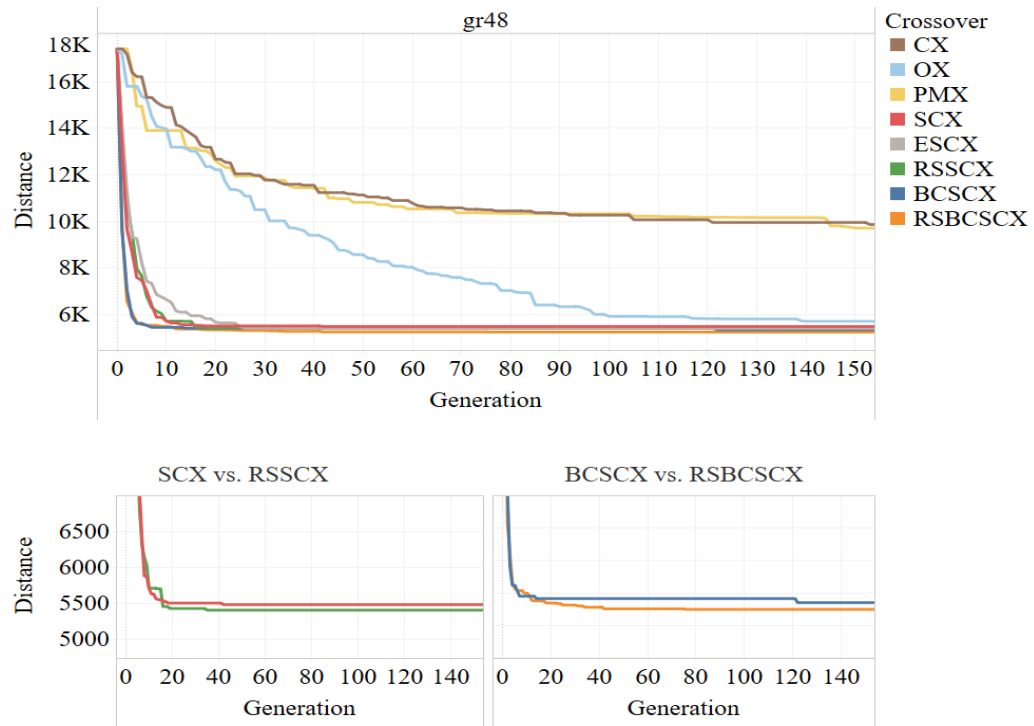 gr48
Crossover
CX
OX
PMX
SCX
ESCX
RSSCX
BCSCX
RSBCSCX
Distance
18K
16K
14K
12K
10K
8K
6K
0 10 20 30 40 50 60 70 80 90 100 110 120 130 140 150
Generation
SCX vs. RSSCX
Distance
6500
6000
5500
5000
0 20 40 60 80 100 120 140
Generation
BCSCX vs. RSBCSCX
0 20 40 60 80 100 120 140
Generation